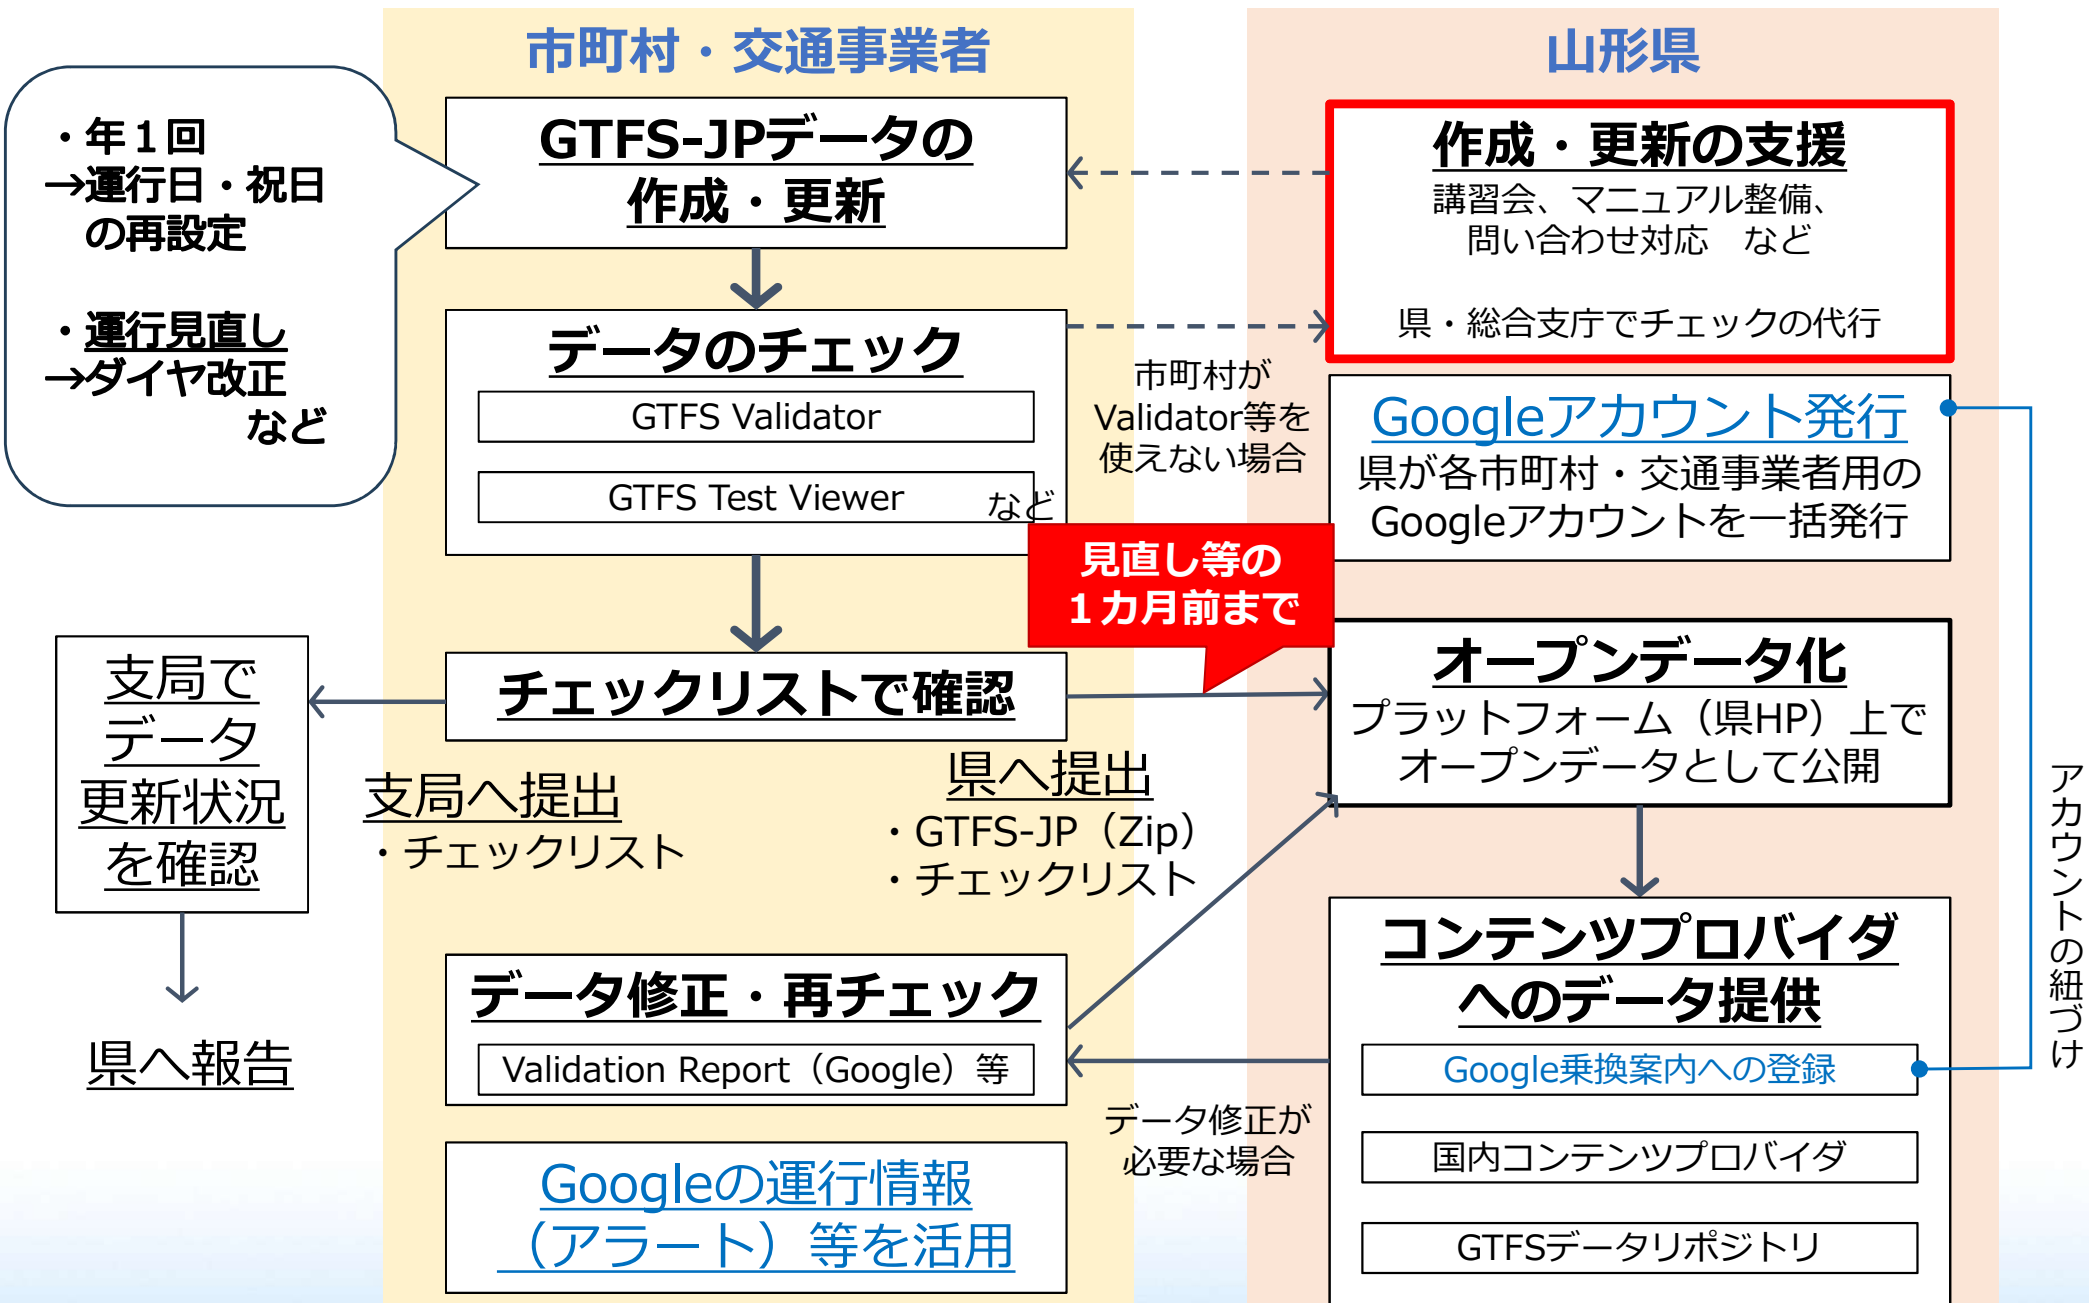 市町村・交通事業者
山形県
・年１回
→運行日・祝日
の再設定
・運行見直し
→ダイヤ改正
など
GTFS-JPデータの
作成・更新
作成・更新の支援
講習会、マニュアル整備、
問い合わせ対応　など
県・総合支庁でチェックの代行
データのチェック
GTFS Validator
GTFS Test Viewer
など
市町村が
Validator等を
使えない場合
Googleアカウント発行
県が各市町村・交通事業者用の
Googleアカウントを一括発行
見直し等の
１カ月前まで
支局で
データ
更新状況
を確認
チェックリストで確認
オープンデータ化
プラットフォーム（県HP）上で
オープンデータとして公開
支局へ提出
・チェックリスト
県へ提出
・GTFS-JP（Zip）
・チェックリスト
アカウントの紐づけ
県へ報告
データ修正・再チェック
Validation Report（Google）等
コンテンツプロバイダ
へのデータ提供
Google乗換案内への登録
国内コンテンツプロバイダ
GTFSデータリポジトリ
データ修正が
必要な場合
Googleの運行情報
（アラート）等を活用